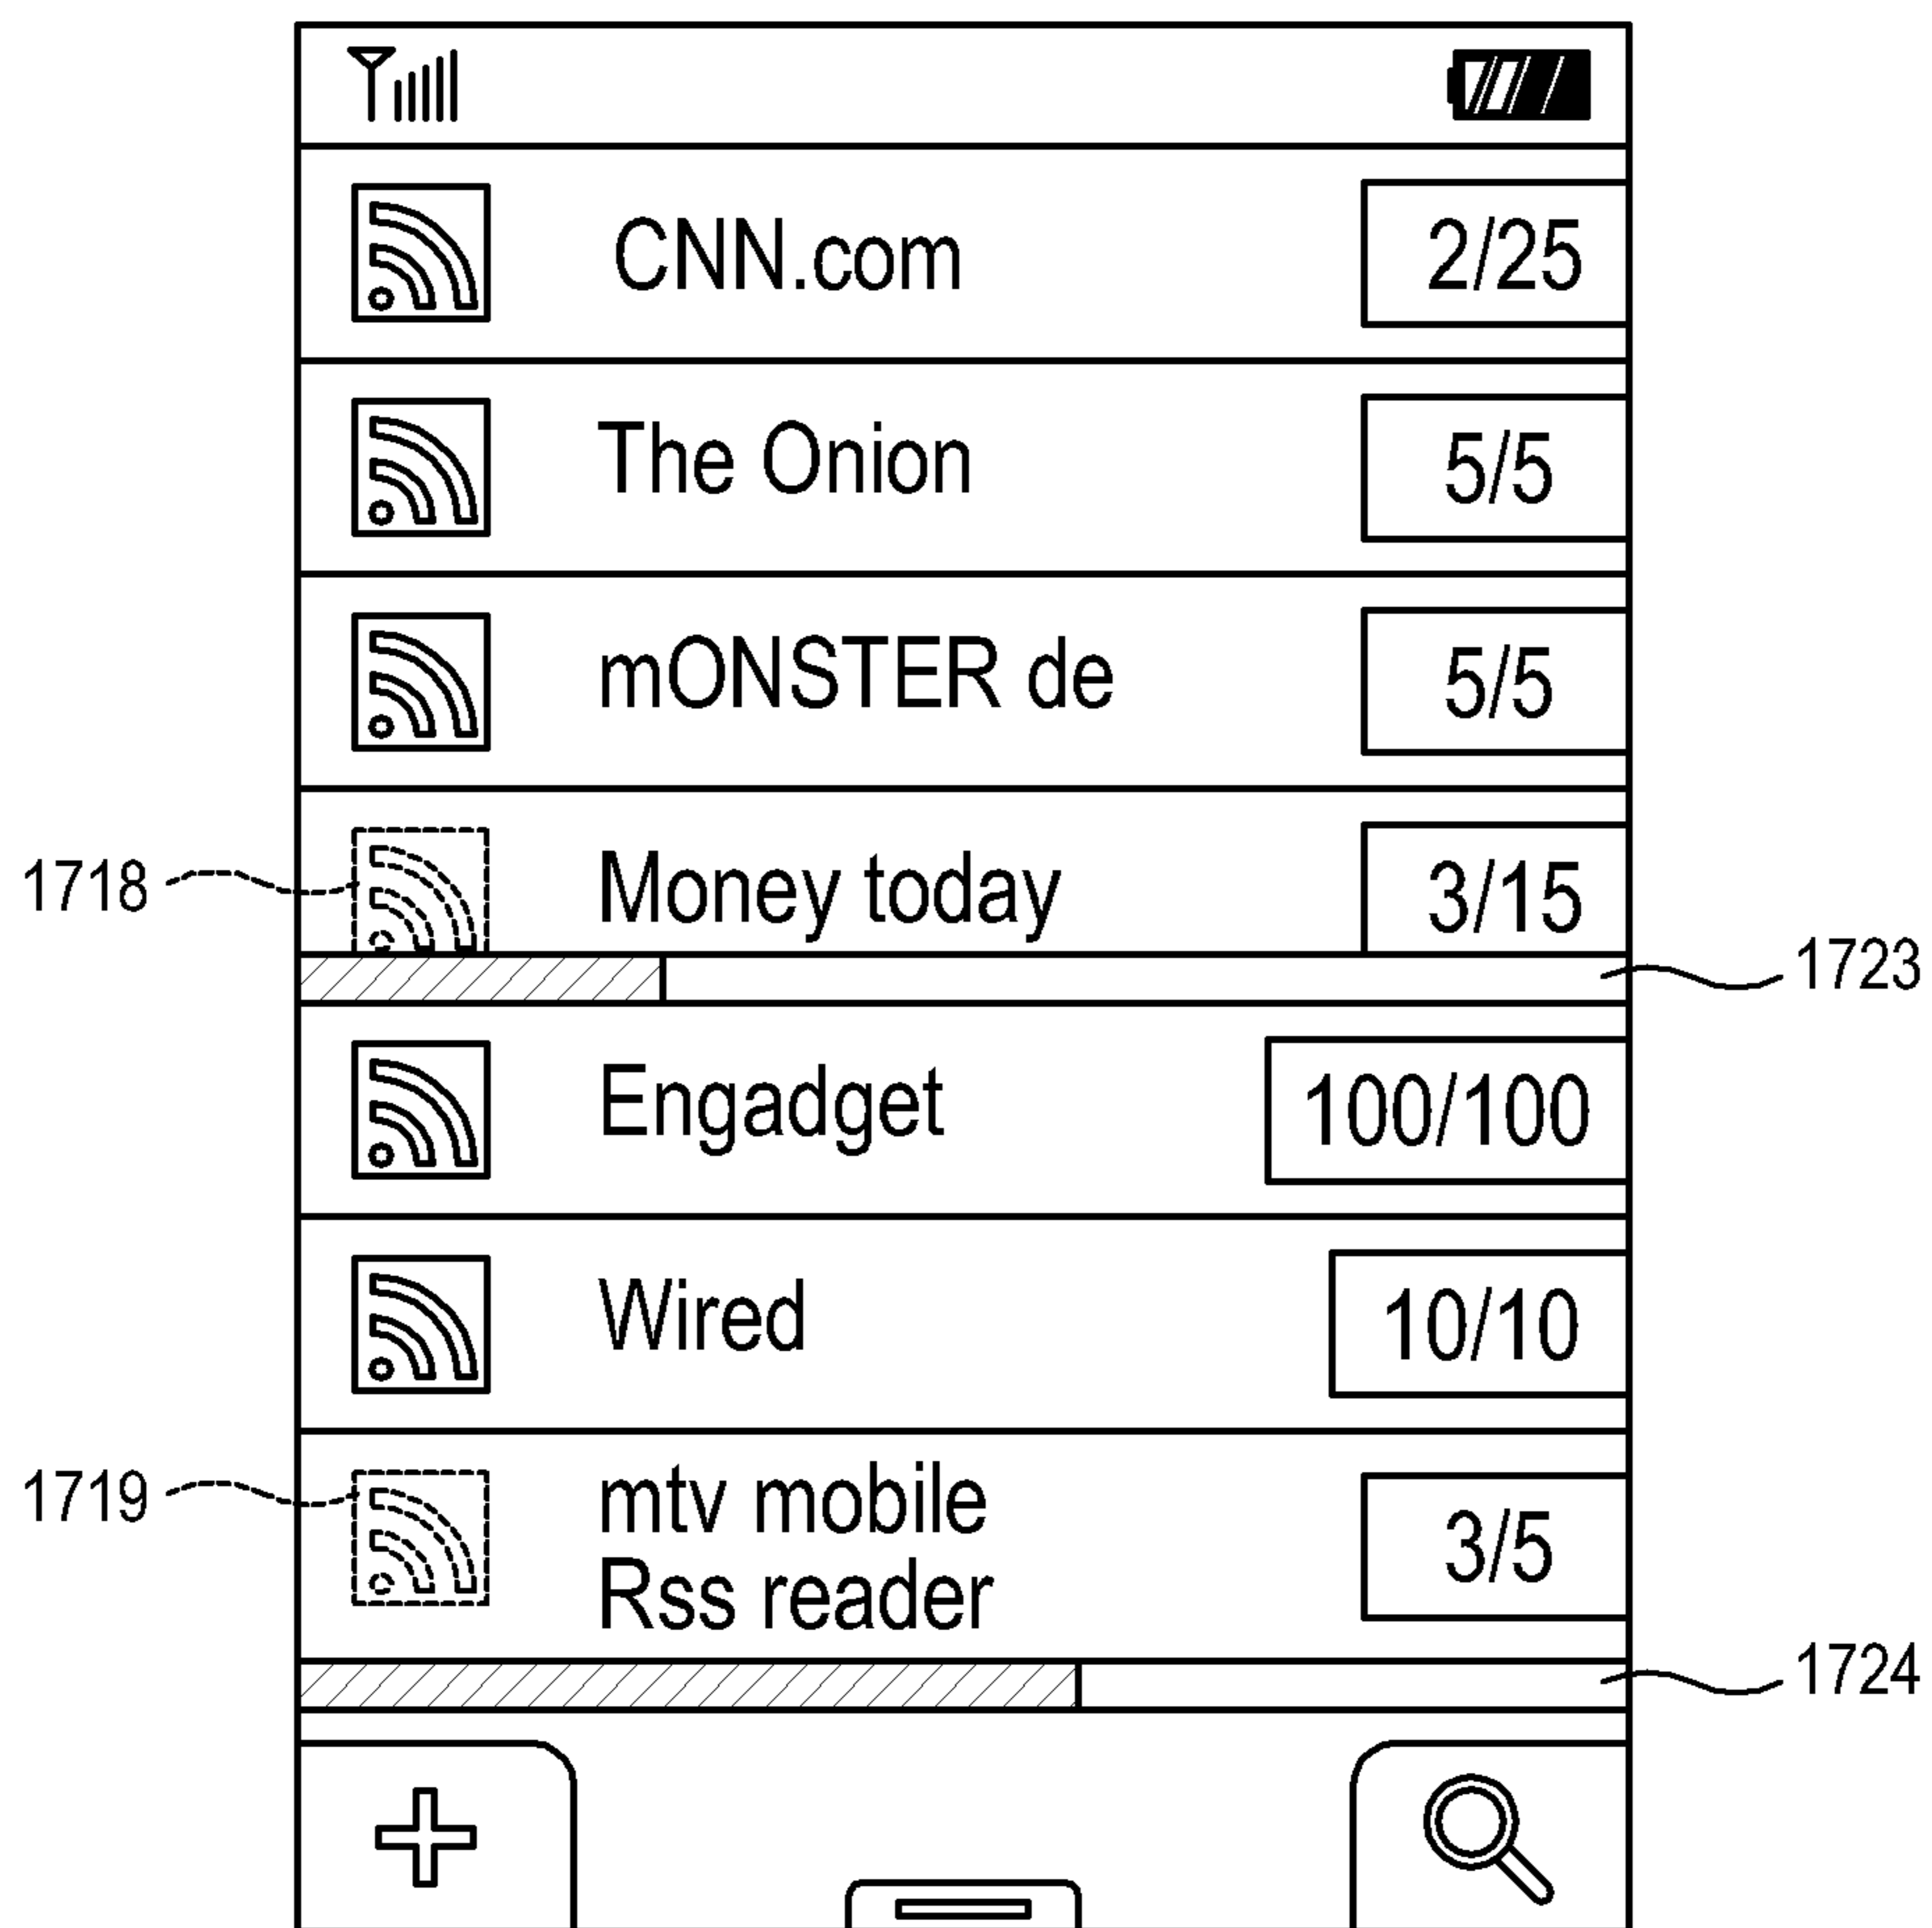 CNN.com 2/25
The Onion 5/5
mONSTER de 5/5
1718 Money today 3/15
1723
Engadget 100/100
Wired 10/10
1719 mtv mobile
Rss reader 3/5
1724